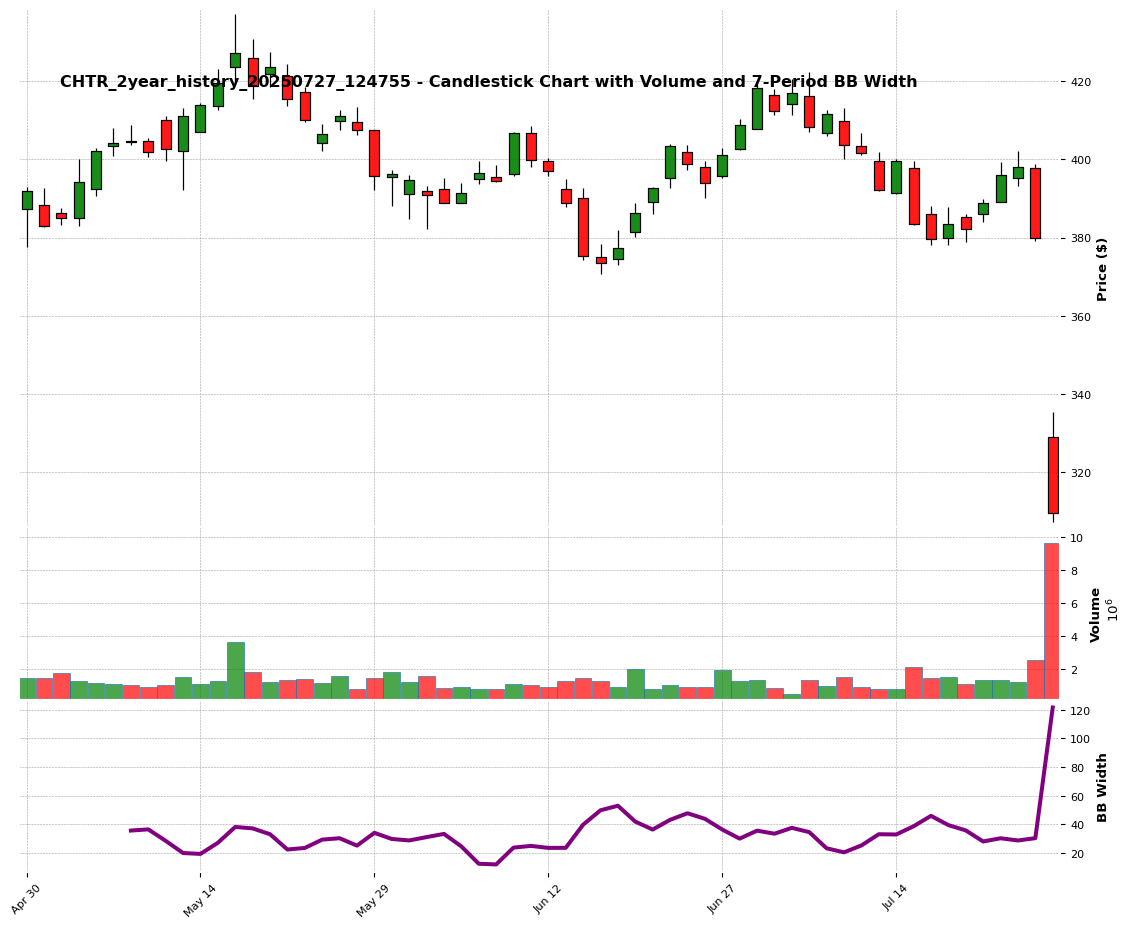 CHTR_2year_history_20250727_124755 - Candlestick Chart with Volume and 7-Period BB Width
420
400
380
360
340
320
Price ($)
10
8
6
4
2
Volume
10^6
120
100
80
60
40
20
BB Width
Apr 30
May 14
May 29
Jun 12
Jun 27
Jul 14